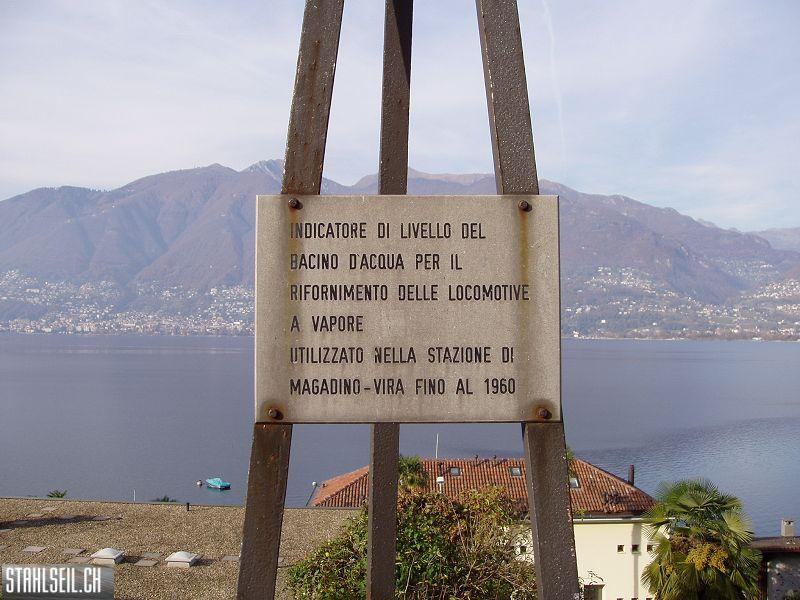 INDICATORE DI LIVELLO DEL
BACINO D'ACQUA PER IL
RIFORNIMENTO DELLE LOCOMOTIVE
A VAPORE
UTILIZZATO NELLA STAZIONE DI
MAGADINO-VIRA FINO AL 1960
STAHLSEIL.CH